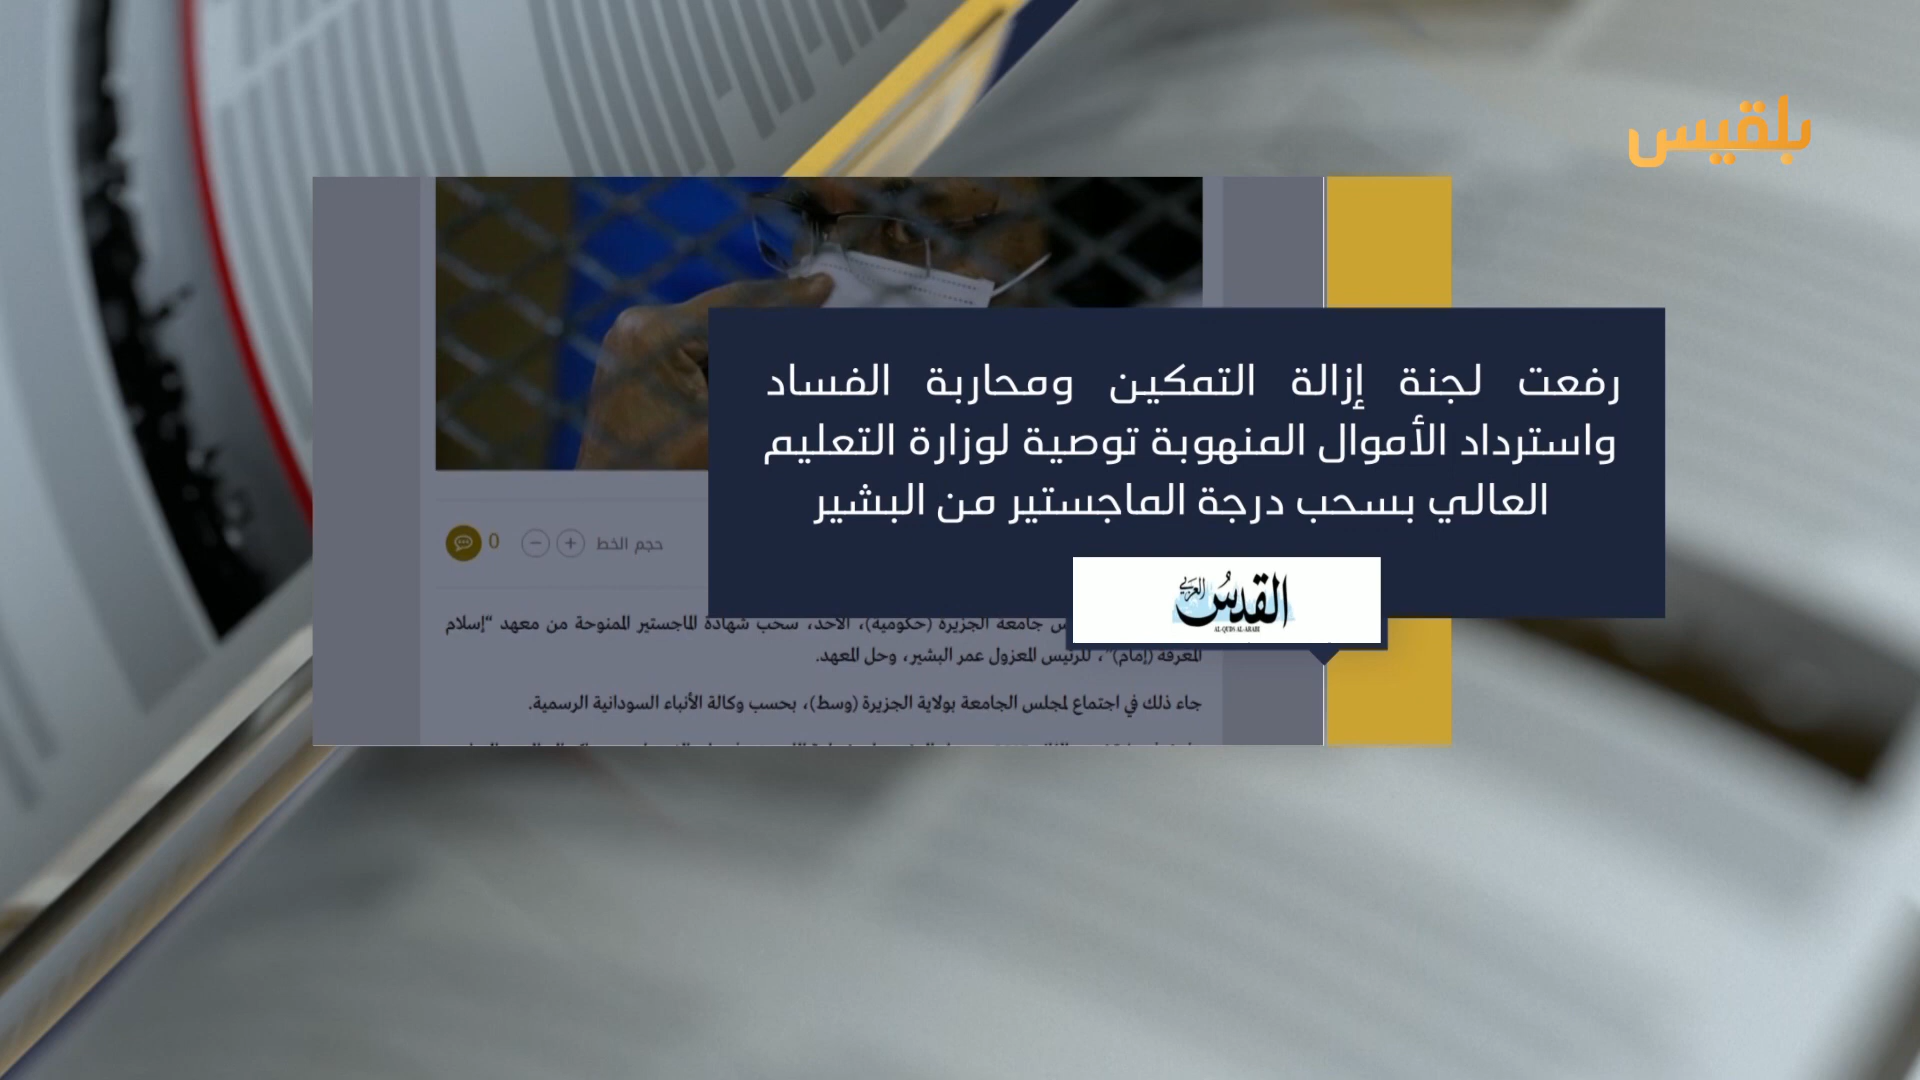 بلقيس
رفعت لجنة إزالة التمكين ومحاربة الفساد
واسترداد الأموال المنهوبة توصية لوزارة التعليم
العالي بسحب درجة الماجستير من البشير
القدس العربي
AL-QUDS AL-ARABI
حجم الخط
0
جامعة الجزيرة (حكومية)، الأحد، سحب شهادة الماجستير الممنوحة من معهد “إسلام
المعرفة (إمام)”، للرئيس المعزول عمر البشير، وحل المعهد.
جاء ذلك في اجتماع لمجلس الجامعة بولاية الجزيرة (وسط)، بحسب وكالة الأنباء السودانية الرسمية.